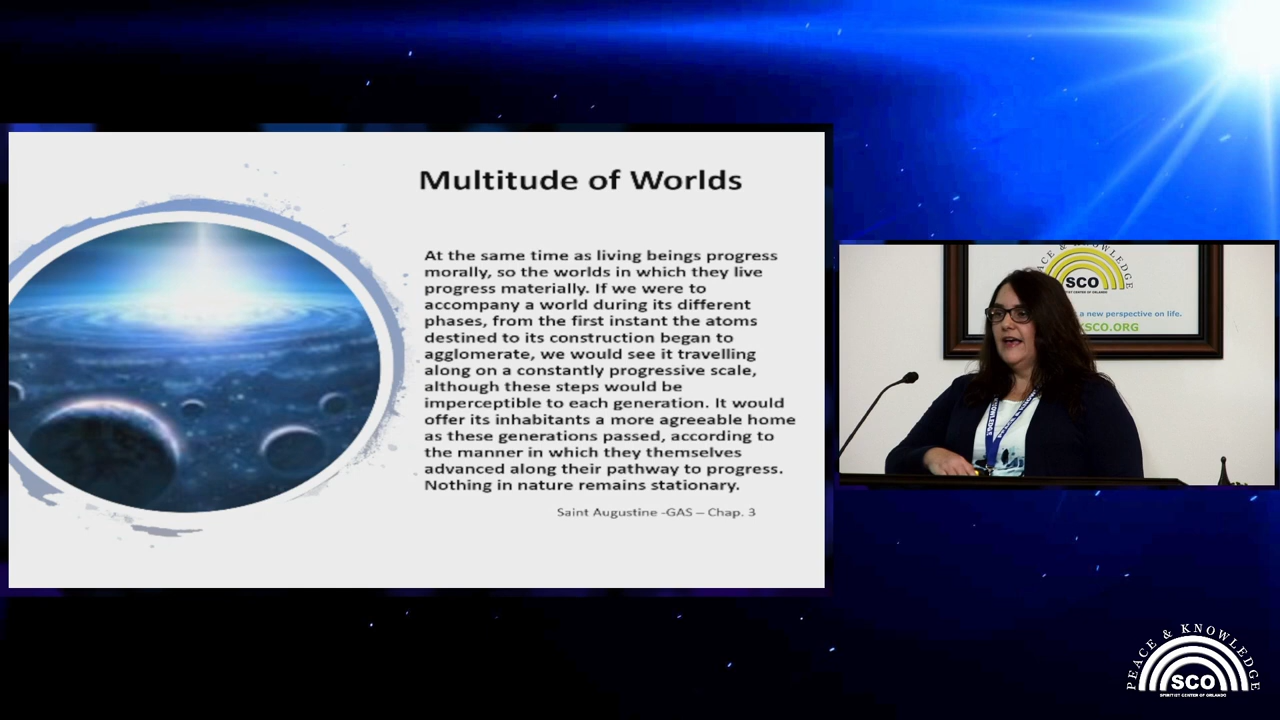 Multitude of Worlds
At the same time as living beings progress
morally, so the worlds in which they live
progress materially. If we were to
accompany a world during its different
phases, from the first instant the atoms
destined to its construction began to
agglomerate, we would see it travelling
along on a constantly progressive scale,
although these steps would be
imperceptible to each generation. It would
offer its inhabitants a more agreeable home
as these generations passed, according to
the manner in which they themselves
advanced along their pathway to progress.
Nothing in nature remains stationary.
Saint Augustine -GAS – Chap. 3
SCO
a new perspective on life.
SCO.ORG
PEACE & KNOWLEDGE
SCO
SPIRITIST CENTER OF ORLANDO